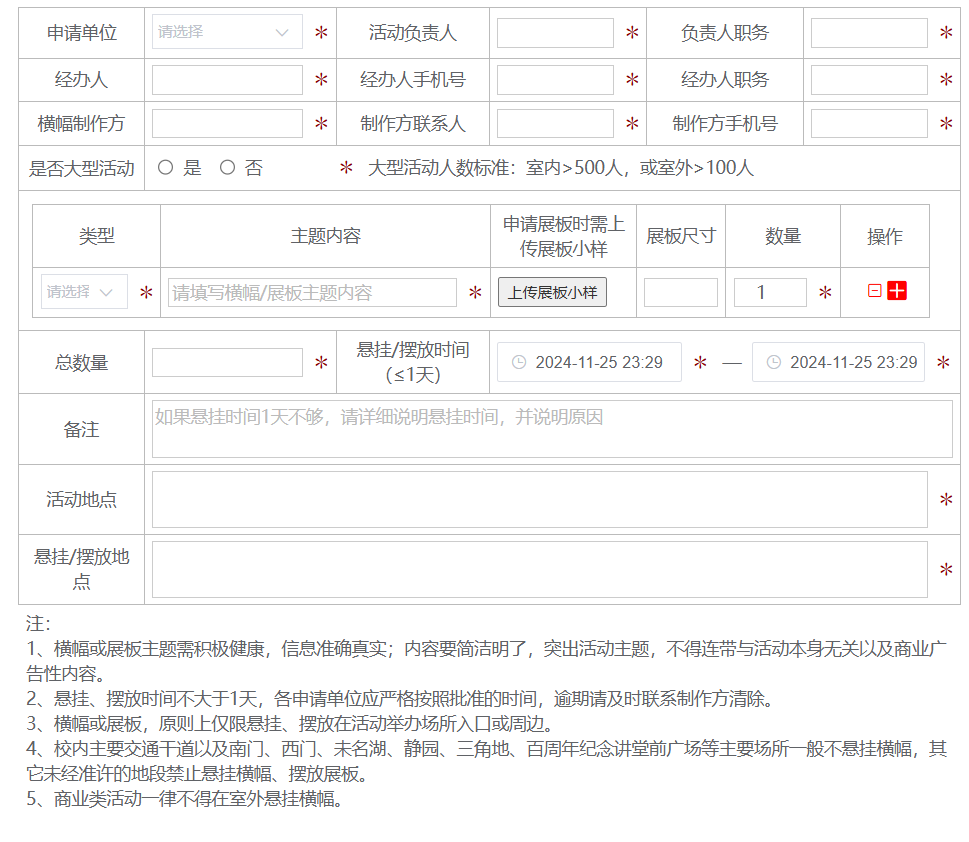 申请单位 请选择 * 活动负责人 * 负责人职务 *
经办人 * 经办人手机号 * 经办人职务 *
横幅制作方 * 制作方联系人 * 制作方手机号 *
是否大型活动 是 否 * 大型活动人数标准：室内>500人，或室外>100人
类型 主题内容 申请展板时需上传展板小样 展板尺寸 数量 操作
请选择 * 请填写横幅/展板主题内容 * 上传展板小样 1 *
总数量 * 悬挂/摆放时间（≤1天） 2024-11-25 23:29 * — 2024-11-25 23:29 *
备注 如果悬挂时间1天不够，请详细说明悬挂时间，并说明原因
活动地点 *
悬挂/摆放地点 *
注：
1、横幅或展板主题需积极健康，信息准确真实；内容要简洁明了，突出活动主题，不得连带与活动本身无关以及商业广
告性内容。
2、悬挂、摆放时间不大于1天，各申请单位应严格按照批准的时间，逾期请及时联系制作方清除。
3、横幅或展板，原则上仅限悬挂、摆放在活动举办场所入口或周边。
4、校内主要交通干道以及南门、西门、未名湖、静园、三角地、百周年纪念讲堂前广场等主要场所一般不悬挂横幅，其
它未经准许的地段禁止悬挂横幅、摆放展板。
5、商业类活动一律不得在室外悬挂横幅。